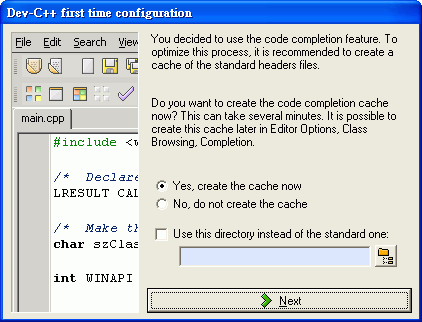 Dev-C++ first time configuration
File Edit Search View
main.cpp
#include <w
/* Declare
LRESULT CAL
/* Make th
char szClas
int WINAPI
You decided to use the code completion feature. To
optimize this process, it is recommended to create a
cache of the standard headers files.
Do you want to create the code completion cache
now? This can take several minutes. It is possible to
create this cache later in Editor Options, Class
Browsing, Completion.
Yes, create the cache now
No, do not create the cache
Use this directory instead of the standard one:
Next